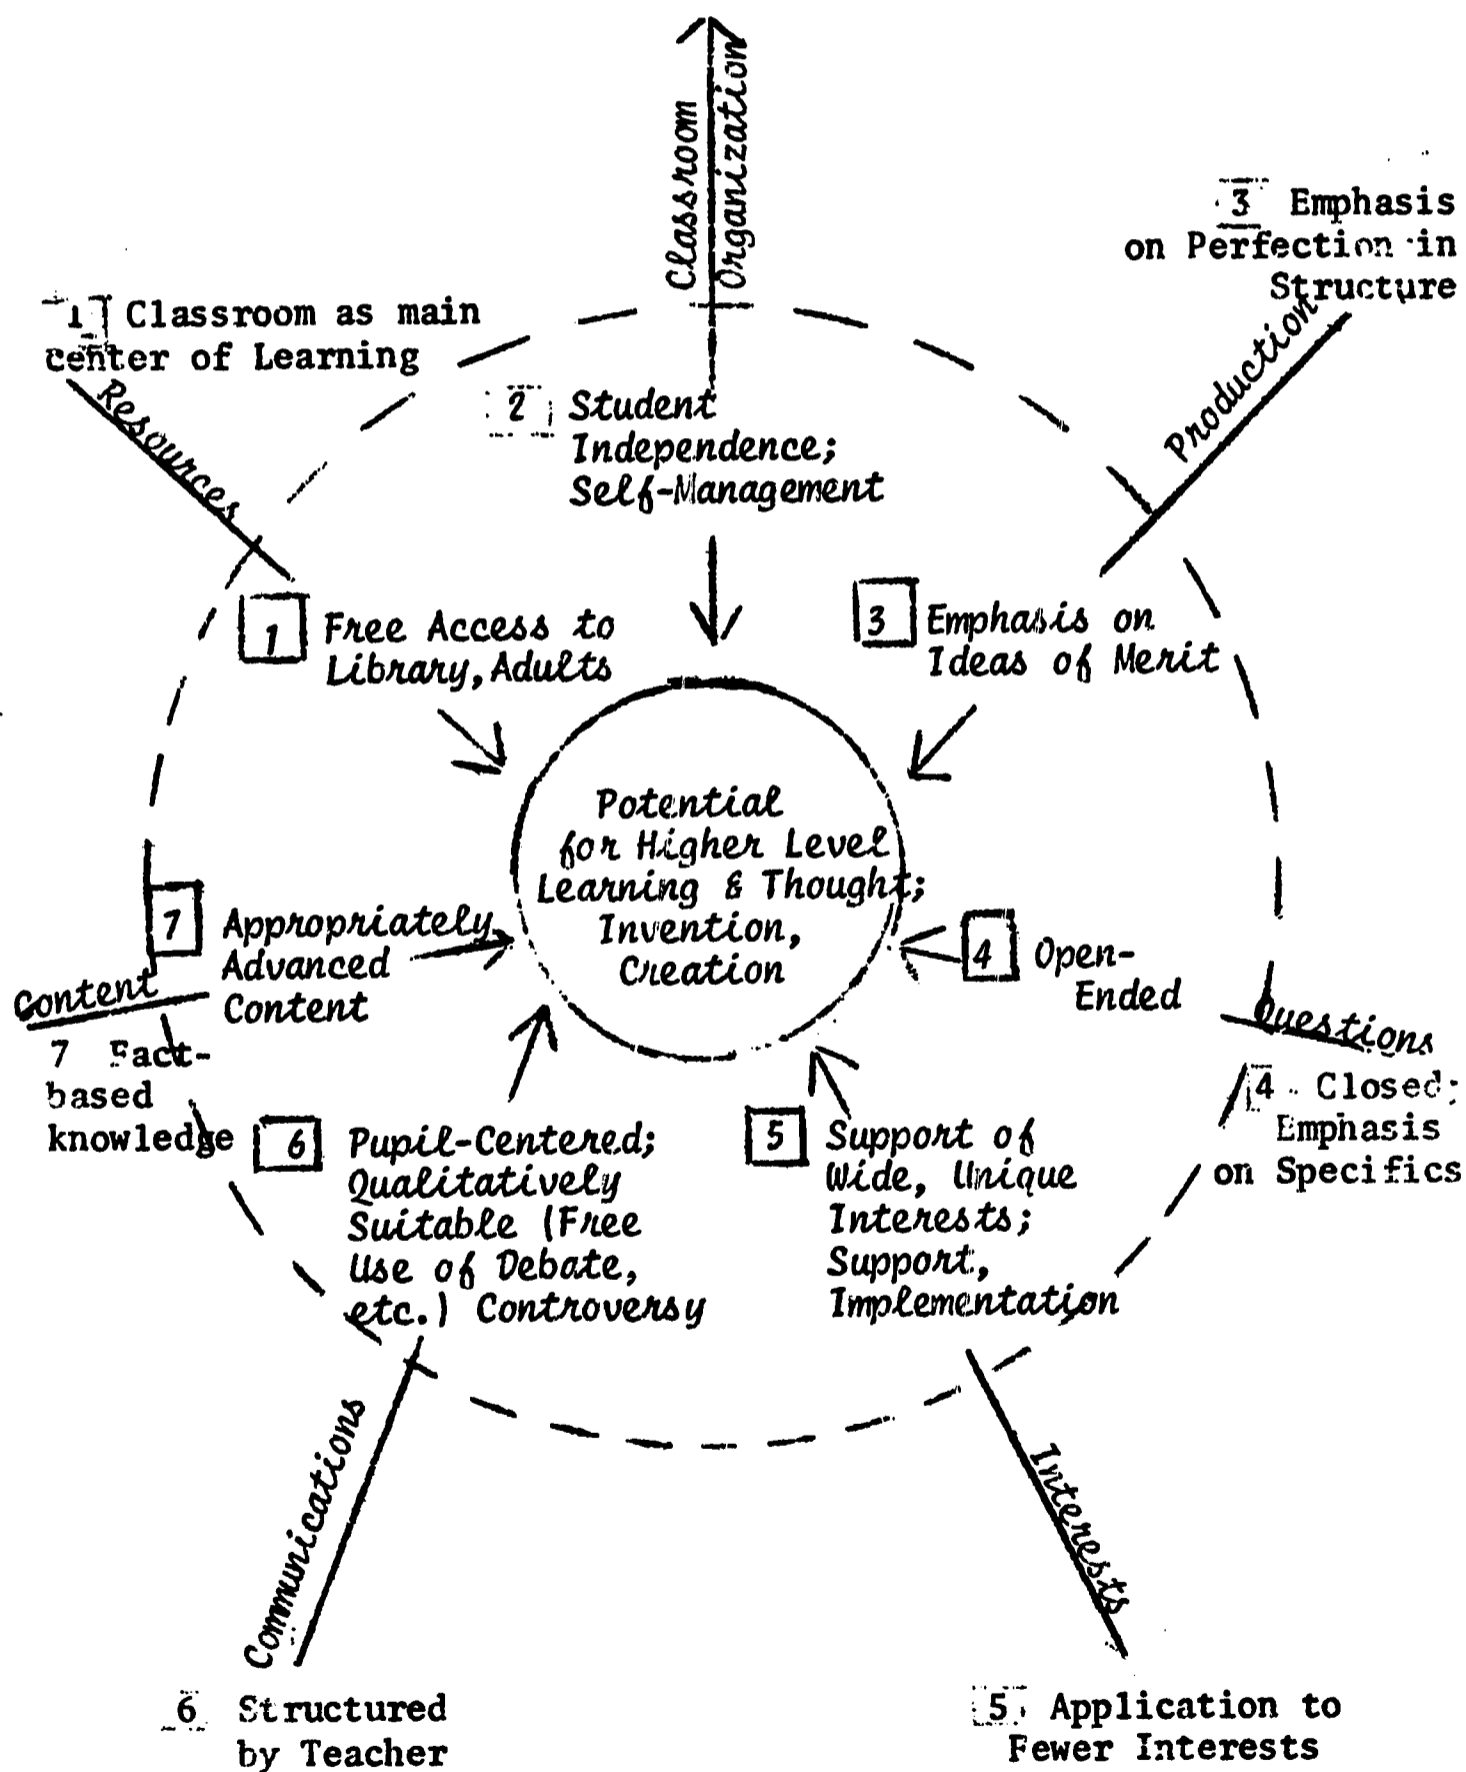 Classroom
Organization
3 Emphasis
on Perfection in
Structure
Production
1 Classroom as main
center of Learning
Resources
2 Student
Independence;
Self-Management
1 Free Access to
Library, Adults
3 Emphasis on
Ideas of Merit
Potential
for Higher Level
Learning & Thought;
Invention,
Creation
7 Appropriately
Advanced
Content
Content
7 Fact-
based
knowledge
4 Open-
Ended
Questions
4 Closed;
Emphasis
on Specifics
6 Pupil-Centered;
Qualitatively
Suitable (Free
Use of Debate,
etc.) Controversy
5 Support of
Wide, Unique
Interests;
Support,
Implementation
Communications
Interests
6 Structured
by Teacher
5 Application to
Fewer Interests